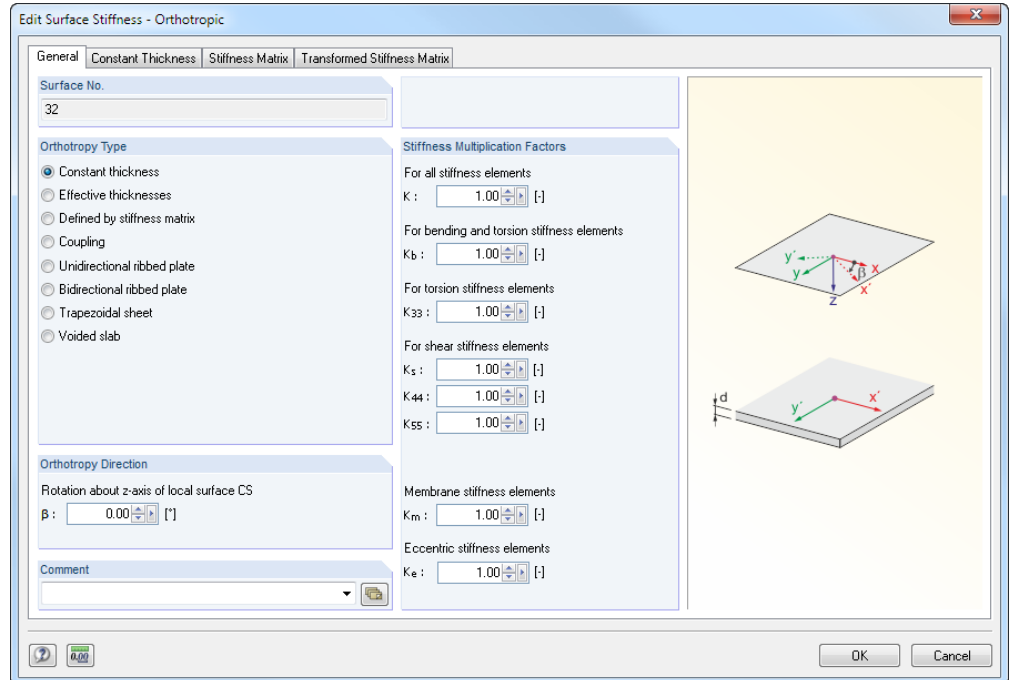 Edit Surface Stiffness - Orthotropic
General
Constant Thickness
Stiffness Matrix
Transformed Stiffness Matrix
Surface No.
32
Orthotropy Type
Constant thickness
Effective thicknesses
Defined by stiffness matrix
Coupling
Unidirectional ribbed plate
Bidirectional ribbed plate
Trapezoidal sheet
Voided slab
Orthotropy Direction
Rotation about z-axis of local surface CS
β : 0.00 [°]
Comment
Stiffness Multiplication Factors
For all stiffness elements
K : 1.00 [-]
For bending and torsion stiffness elements
Kb : 1.00 [-]
For torsion stiffness elements
K33 : 1.00 [-]
For shear stiffness elements
Ks : 1.00 [-]
K44 : 1.00 [-]
K55 : 1.00 [-]
Membrane stiffness elements
Km : 1.00 [-]
Eccentric stiffness elements
Ke : 1.00 [-]
y´
y
β
x
x´
z
d
y´
x´
0.00
OK
Cancel